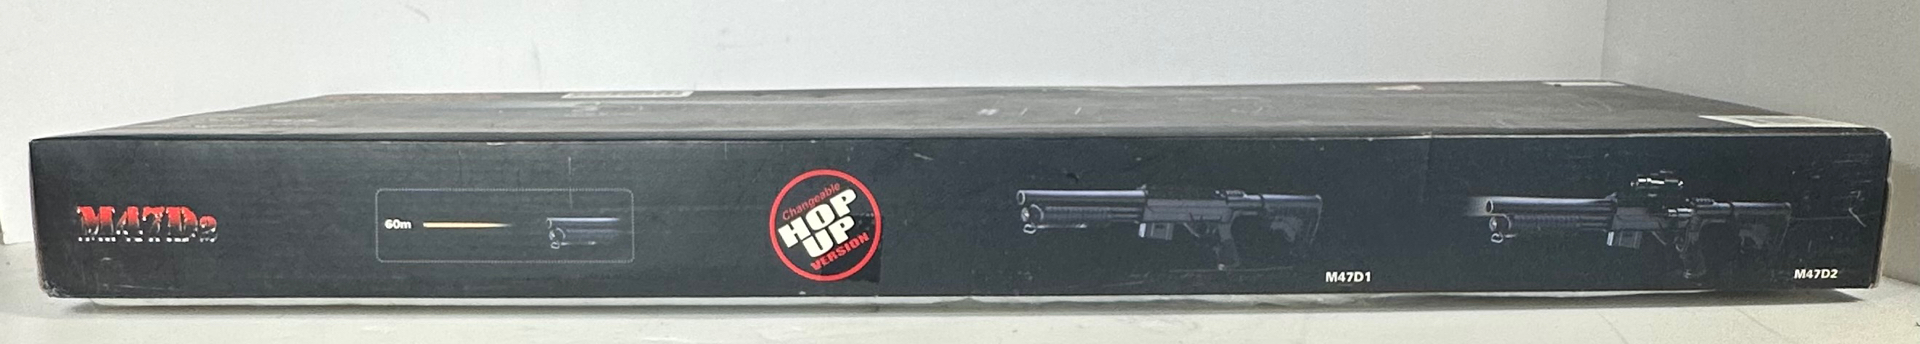 M47D2
60m
Changeable
HOP
UP
VERSION
M47D1
M47D2